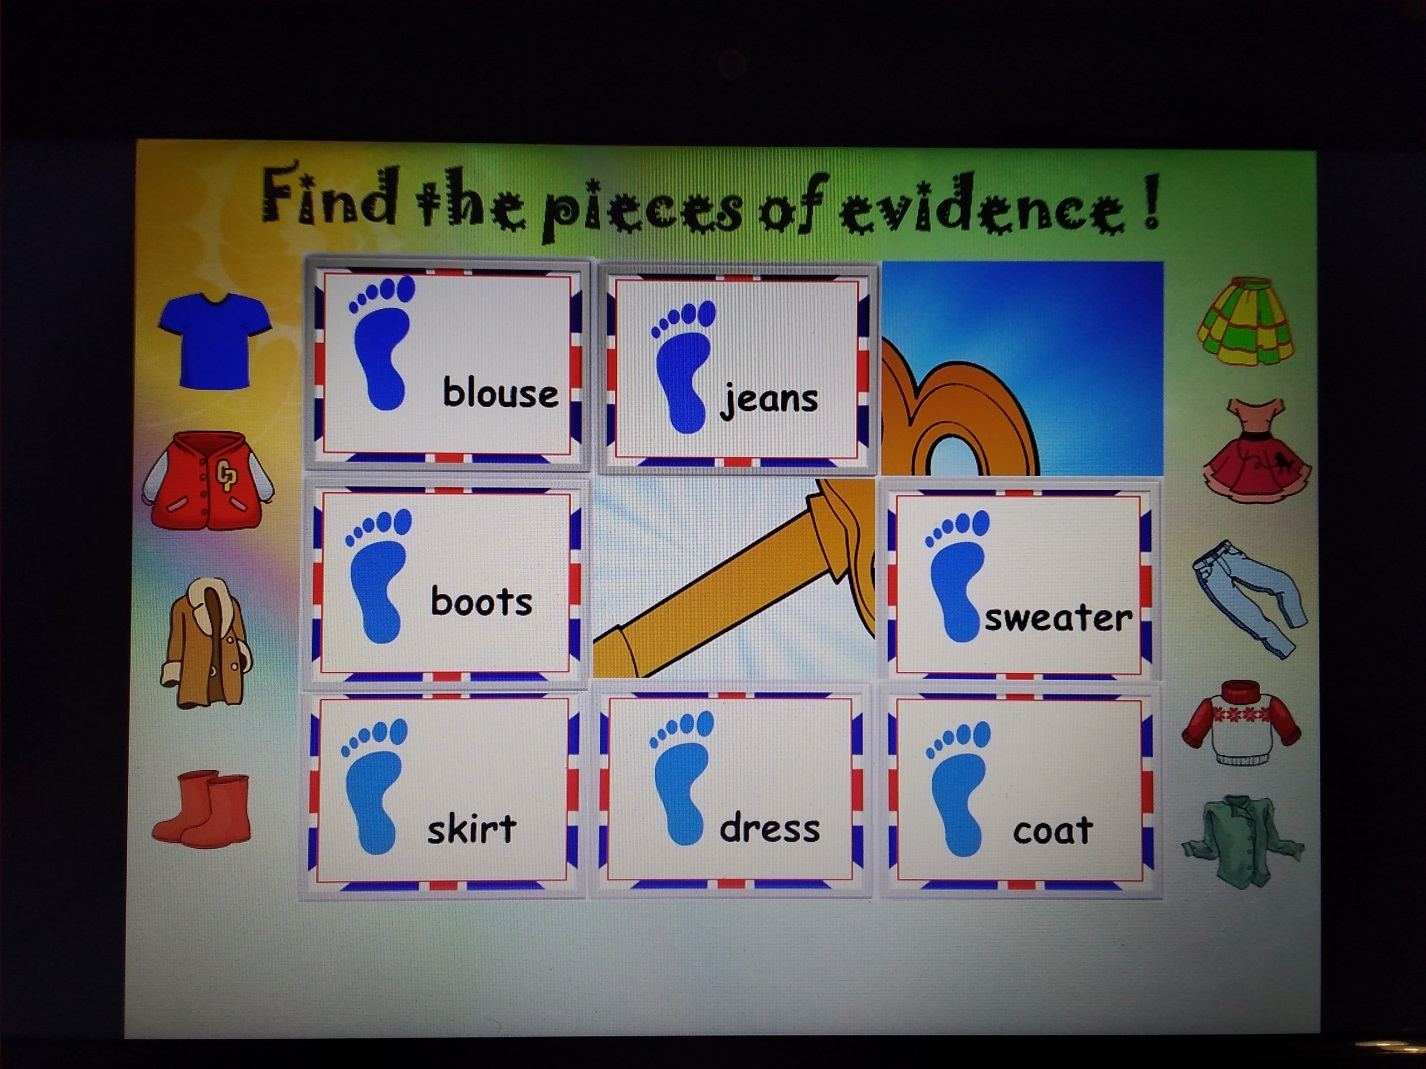 Find the pieces of evidence!
blouse
jeans
boots
sweater
skirt
dress
coat